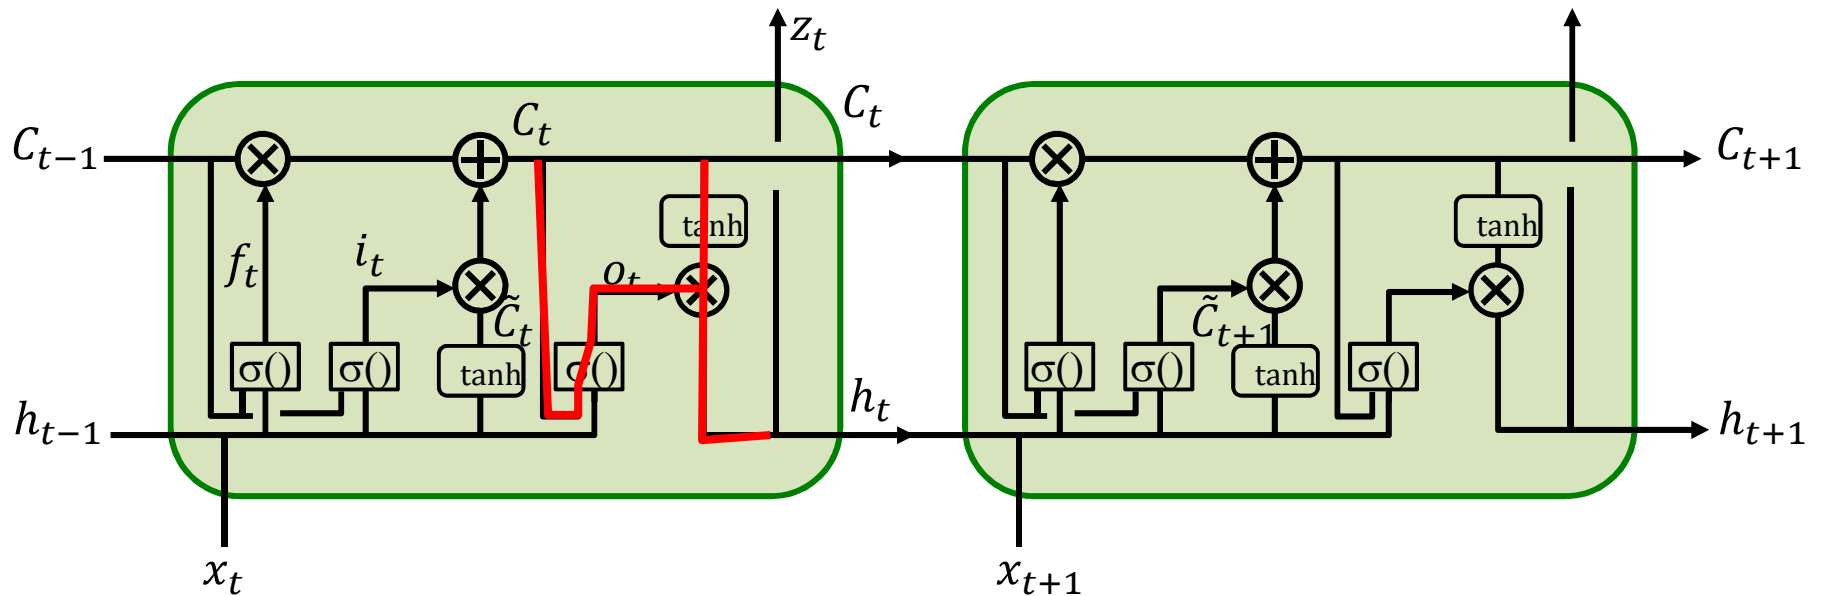 z_t
C_t
C_t
C_{t−1}
C_{t+1}
tanh
tanh
f_t
i_t
o_t
C̃_t
C̃_{t+1}
σ()
σ()
tanh
σ()
σ()
σ()
tanh
σ()
h_{t−1}
h_t
h_{t+1}
x_t
x_{t+1}